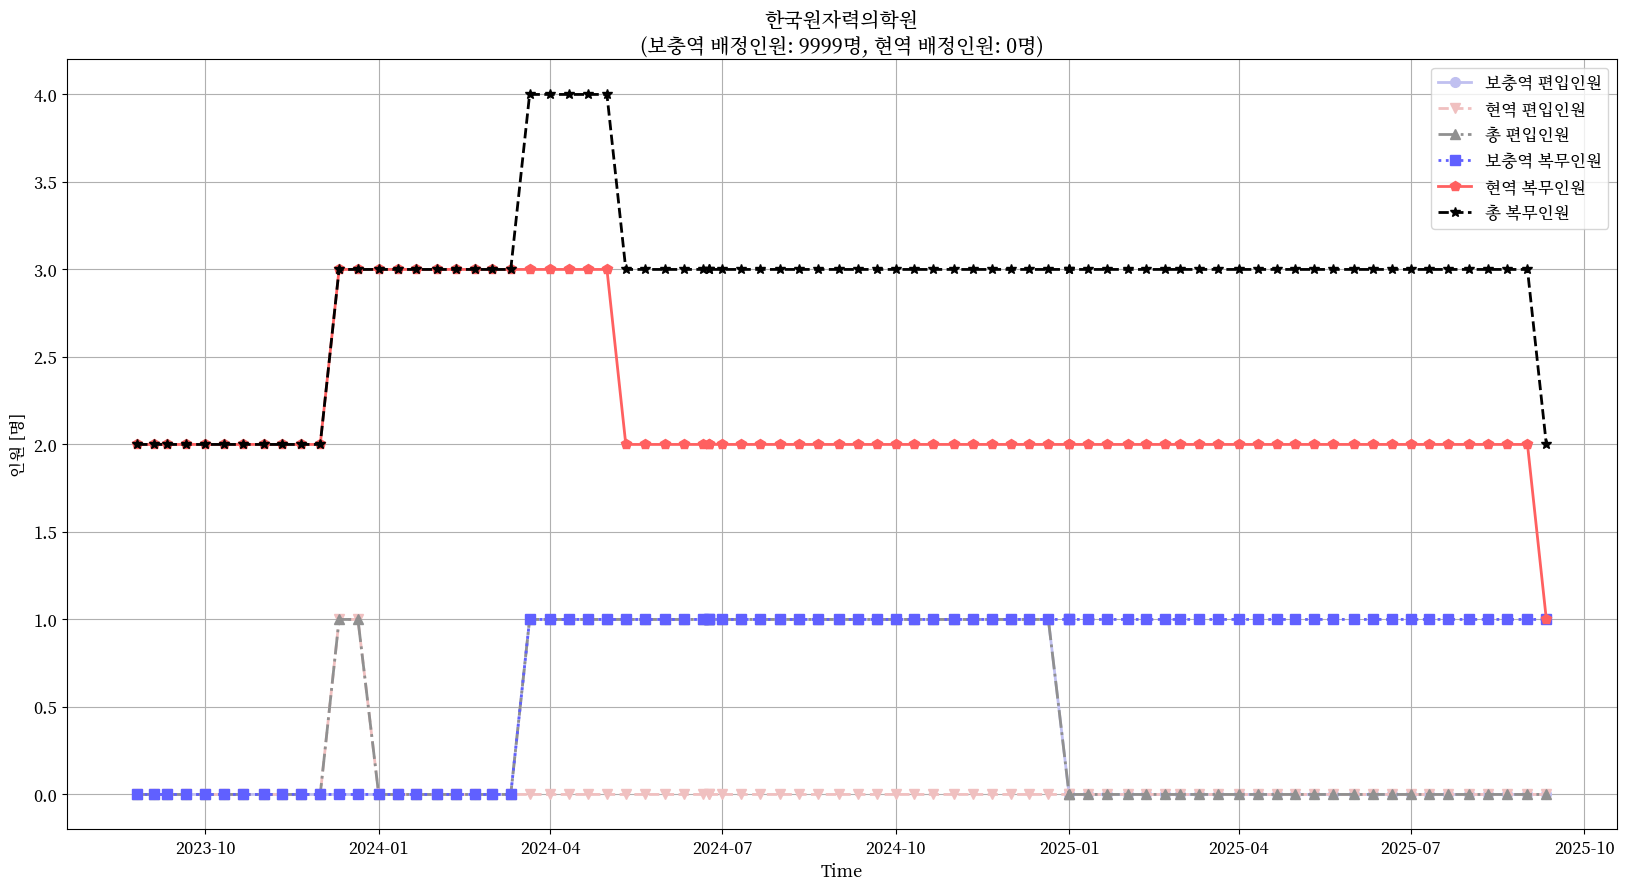 한국원자력의학원
(보충역 배정인원: 9999명, 현역 배정인원: 0명)
보충역 편입인원
현역 편입인원
총 편입인원
보충역 복무인원
현역 복무인원
총 복무인원
인원 [명]
4.0
3.5
3.0
2.5
2.0
1.5
1.0
0.5
0.0
2023-10
2024-01
2024-04
2024-07
2024-10
2025-01
2025-04
2025-07
2025-10
Time